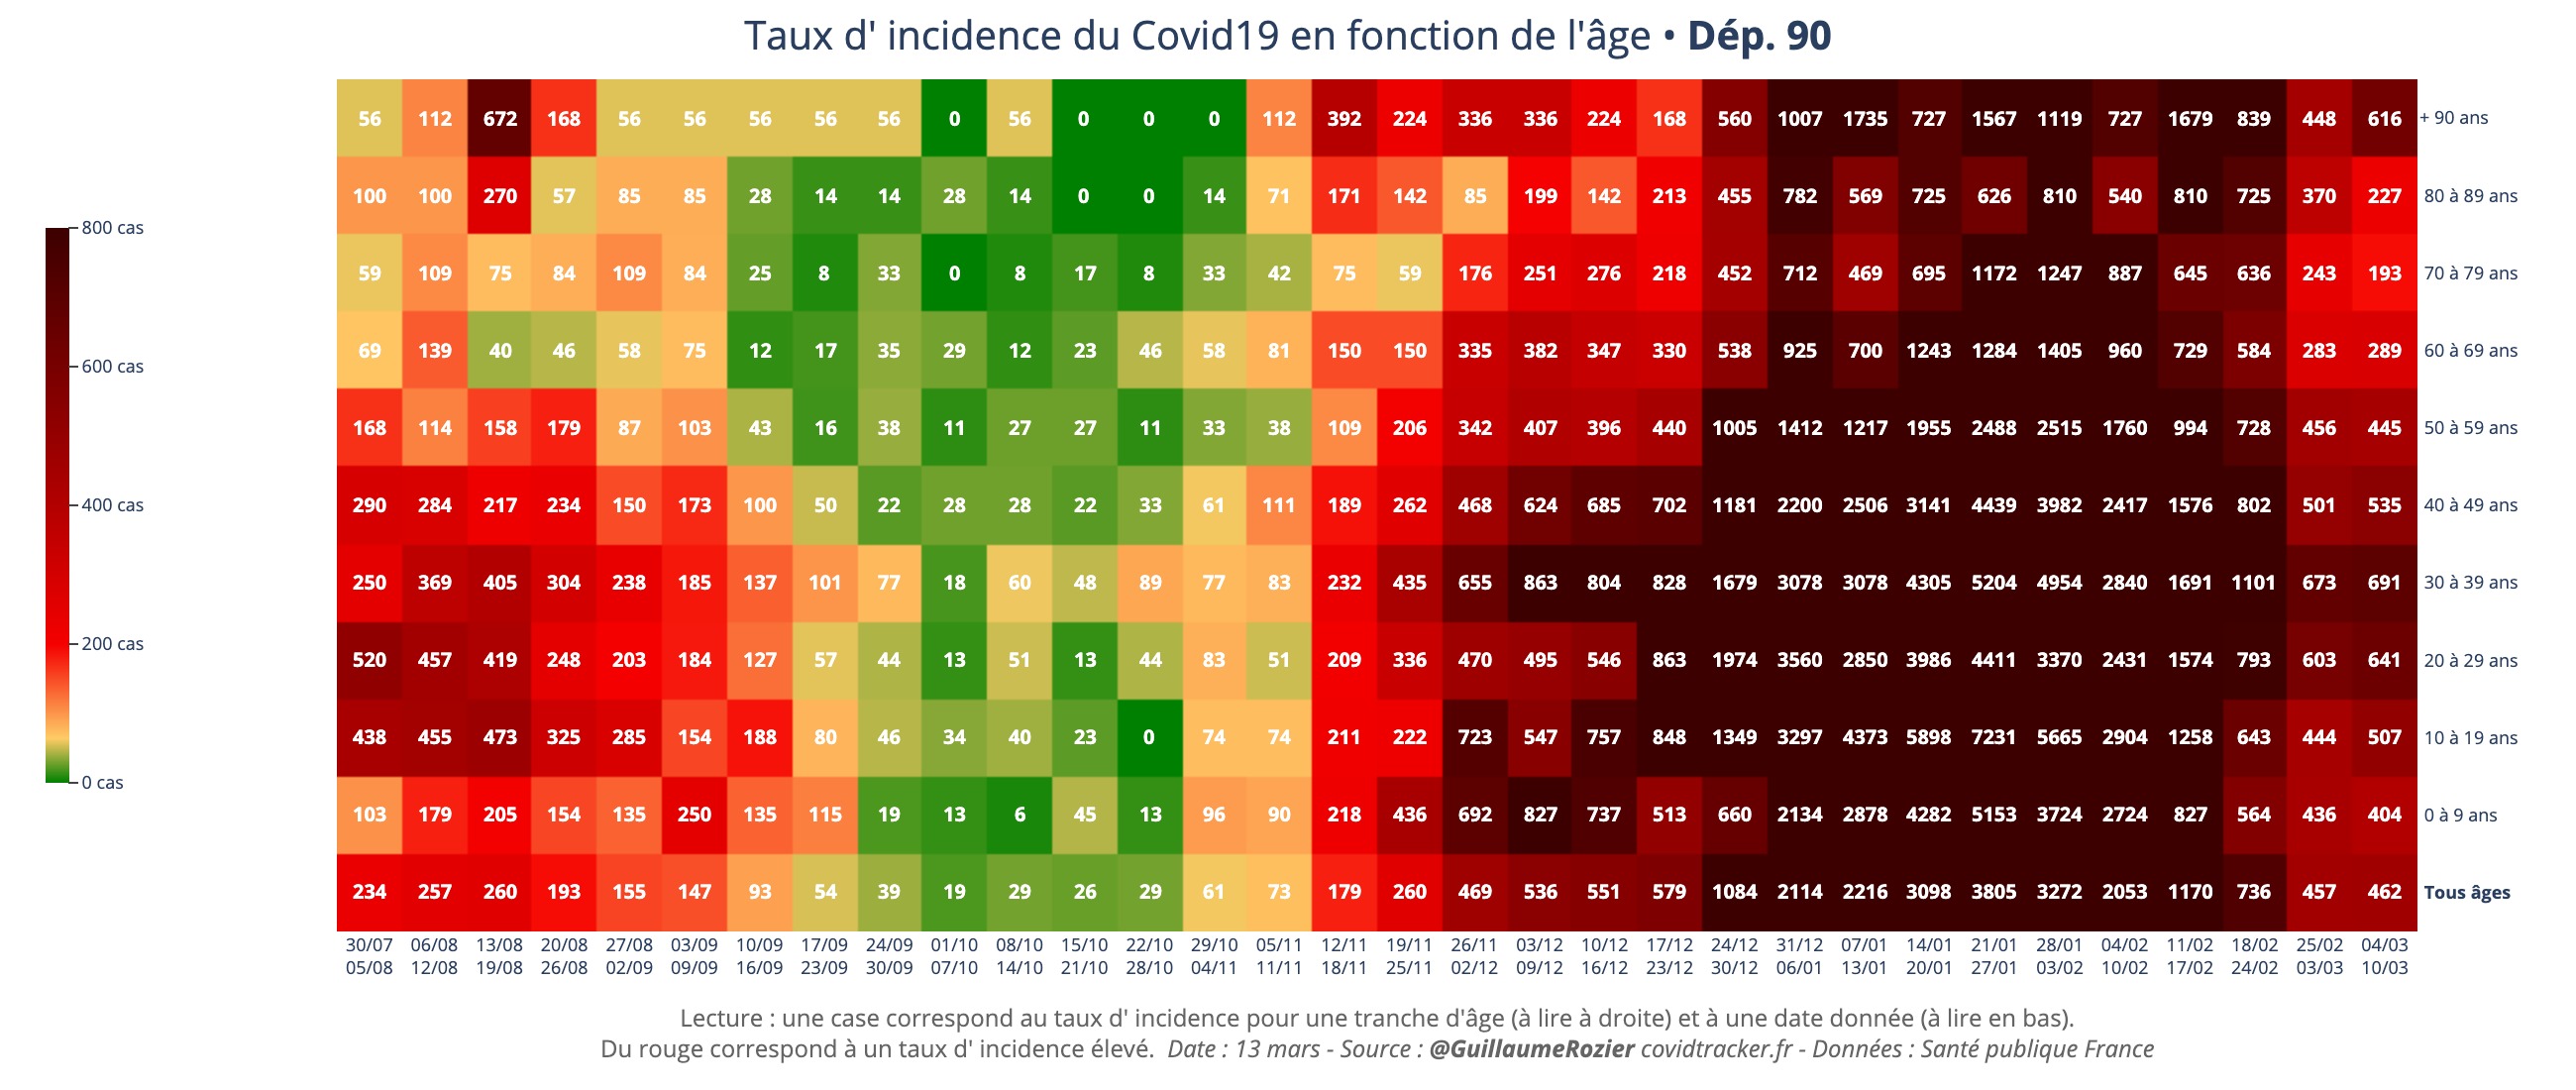 Taux d' incidence du Covid19 en fonction de l'âge • Dép. 90
56 112 672 168 56 56 56 56 56 0 56 0 0 0 112 392 224 336 336 224 168 560 1007 1735 727 1567 1119 727 1679 839 448 616 + 90 ans
100 100 270 57 85 85 28 14 14 28 14 0 0 14 71 171 142 85 199 142 213 455 782 569 725 626 810 540 810 725 370 227 80 à 89 ans
800 cas
59 109 75 84 109 84 25 8 33 0 8 17 8 33 42 75 59 176 251 276 218 452 712 469 695 1172 1247 887 645 636 243 193 70 à 79 ans
69 139 40 46 58 75 12 17 35 29 12 23 46 58 81 150 150 335 382 347 330 538 925 700 1243 1284 1405 960 729 584 283 289 60 à 69 ans
600 cas
168 114 158 179 87 103 43 16 38 11 27 27 11 33 38 109 206 342 407 396 440 1005 1412 1217 1955 2488 2515 1760 994 728 456 445 50 à 59 ans
400 cas
290 284 217 234 150 173 100 50 22 28 28 22 33 61 111 189 262 468 624 685 702 1181 2200 2506 3141 4439 3982 2417 1576 802 501 535 40 à 49 ans
250 369 405 304 238 185 137 101 77 18 60 48 89 77 83 232 435 655 863 804 828 1679 3078 3078 4305 5204 4954 2840 1691 1101 673 691 30 à 39 ans
200 cas
520 457 419 248 203 184 127 57 44 13 51 13 44 83 51 209 336 470 495 546 863 1974 3560 2850 3986 4411 3370 2431 1574 793 603 641 20 à 29 ans
438 455 473 325 285 154 188 80 46 34 40 23 0 74 74 211 222 723 547 757 848 1349 3297 4373 5898 7231 5665 2904 1258 643 444 507 10 à 19 ans
0 cas
103 179 205 154 135 250 135 115 19 13 6 45 13 96 90 218 436 692 827 737 513 660 2134 2878 4282 5153 3724 2724 827 564 436 404 0 à 9 ans
234 257 260 193 155 147 93 54 39 19 29 26 29 61 73 179 260 469 536 551 579 1084 2114 2216 3098 3805 3272 2053 1170 736 457 462 Tous âges
30/07 06/08 13/08 20/08 27/08 03/09 10/09 17/09 24/09 01/10 08/10 15/10 22/10 29/10 05/11 12/11 19/11 26/11 03/12 10/12 17/12 24/12 31/12 07/01 14/01 21/01 28/01 04/02 11/02 18/02 25/02 04/03
05/08 12/08 19/08 26/08 02/09 09/09 16/09 23/09 30/09 07/10 14/10 21/10 28/10 04/11 11/11 18/11 25/11 02/12 09/12 16/12 23/12 30/12 06/01 13/01 20/01 27/01 03/02 10/02 17/02 24/02 03/03 10/03
Lecture : une case correspond au taux d' incidence pour une tranche d'âge (à lire à droite) et à une date donnée (à lire en bas).
Du rouge correspond à un taux d' incidence élevé. Date : 13 mars - Source : @GuillaumeRozier covidtracker.fr - Données : Santé publique France